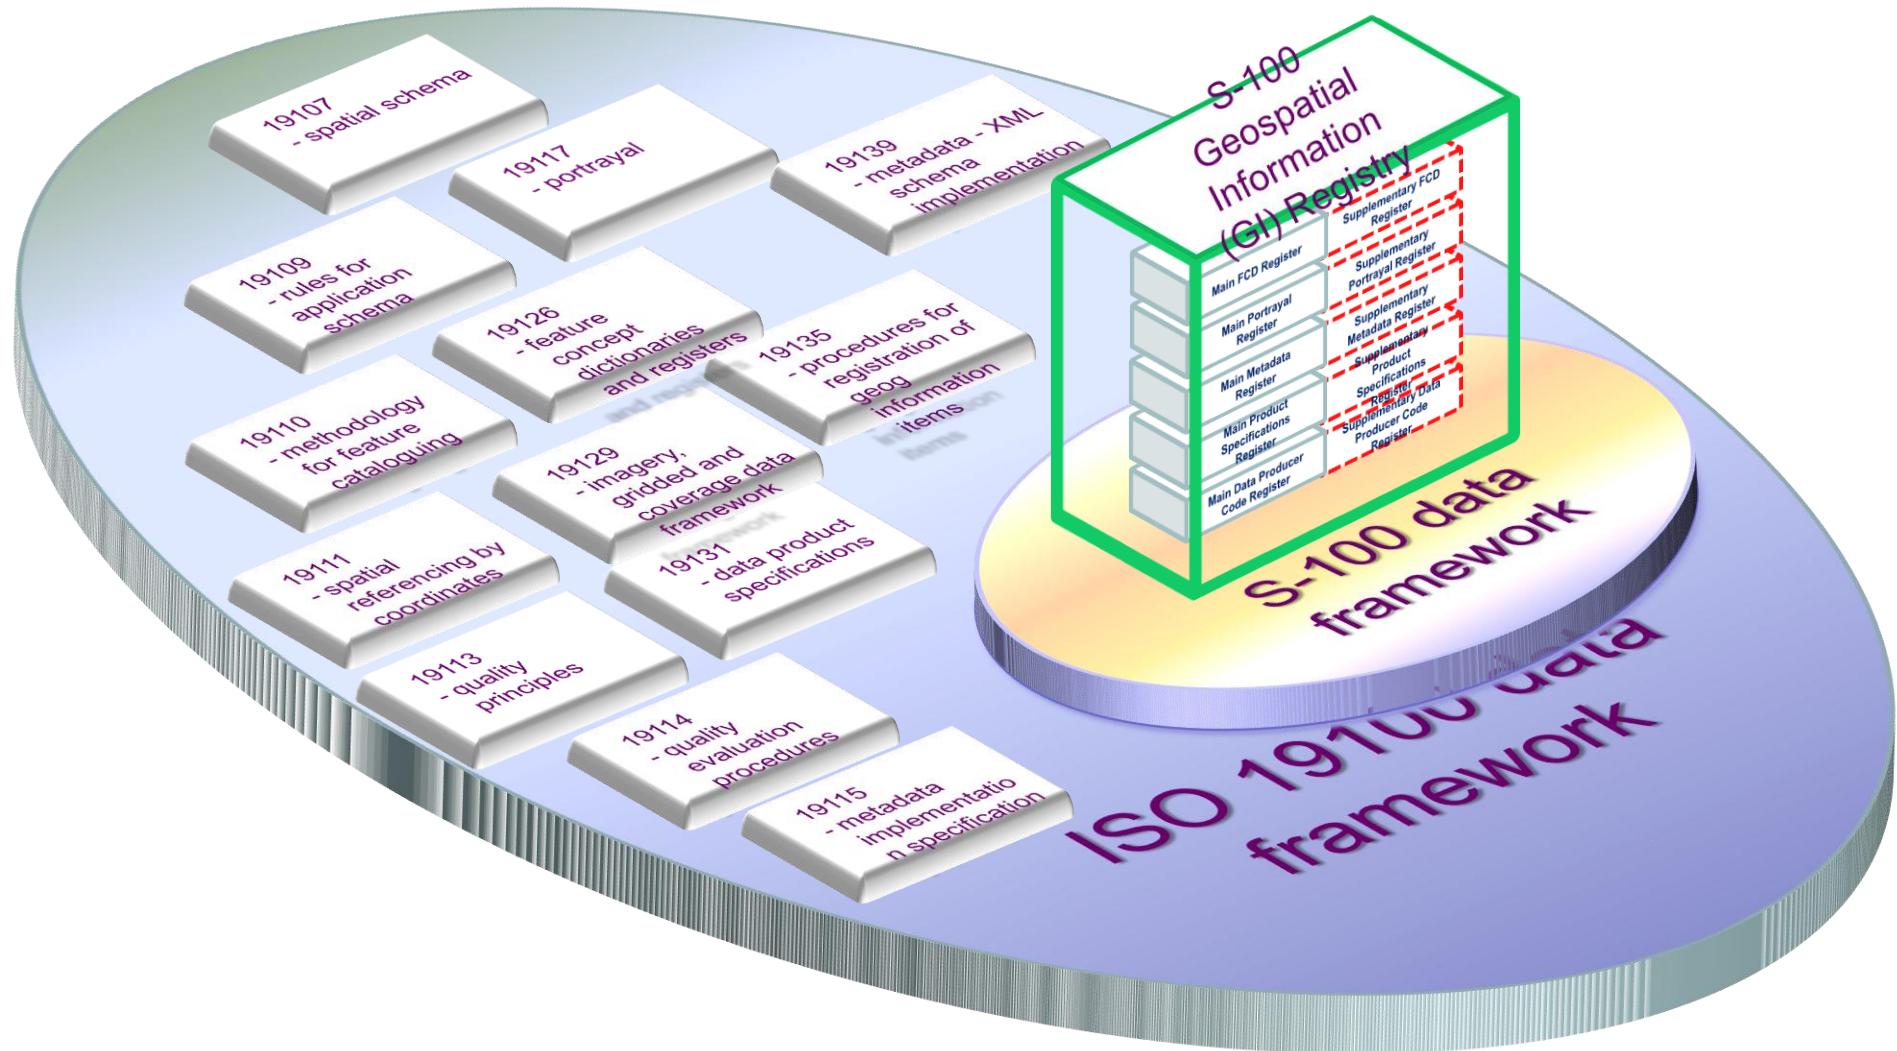 19107
- spatial schema
19117
- portrayal
19139
- metadata - XML
schema
implementation
19109
- rules for
application
schema
19126
- feature
concept
dictionaries
and registers
19135
- procedures for
registration of
geog
information
items
19110
- methodology
for feature
cataloguing
19129
- imagery,
gridded and
coverage data
framework
19111
- spatial
referencing by
coordinates
19131
- data product
specifications
19113
- quality
principles
19114
- quality
evaluation
procedures
19115
- metadata
implementatio
n specification
S-100
Geospatial
Information
(GI) Registry
Main FCD Register
Supplementary FCD
Register
Main Portrayal
Register
Supplementary
Portrayal Register
Main Metadata
Register
Supplementary
Metadata Register
Main Product
Specifications
Register
Supplementary
Product
Specifications
Register
Main Data Producer
Code Register
Supplementary Data
Producer Code
Register
S-100 data
framework
ISO 19100 data
framework